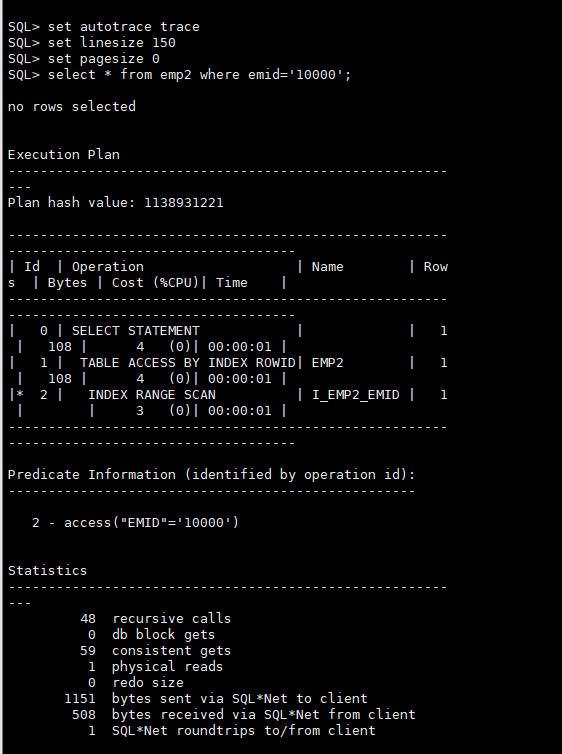 SQL> set autotrace trace
SQL> set linesize 150
SQL> set pagesize 0
SQL> select * from emp2 where emid='10000';
no rows selected
Execution Plan
-------------------------------------------------------
---
Plan hash value: 1138931221
-------------------------------------------------------
------------------------------------
| Id  | Operation                   | Name        | Row
s  | Bytes | Cost (%CPU)| Time    |
-------------------------------------------------------
------------------------------------
|   0 | SELECT STATEMENT            |             |   1
 |   108 |      4   (0)| 00:00:01 |
|   1 |  TABLE ACCESS BY INDEX ROWID| EMP2        |   1
 |   108 |      4   (0)| 00:00:01 |
|*  2 |   INDEX RANGE SCAN          | I_EMP2_EMID |   1
 |        |      3   (0)| 00:00:01 |
-------------------------------------------------------
------------------------------------
Predicate Information (identified by operation id):
---------------------------------------------------
   2 - access("EMID"='10000')
Statistics
-------------------------------------------------------
---
         48  recursive calls
          0  db block gets
         59  consistent gets
          1  physical reads
          0  redo size
       1151  bytes sent via SQL*Net to client
        508  bytes received via SQL*Net from client
          1  SQL*Net roundtrips to/from client